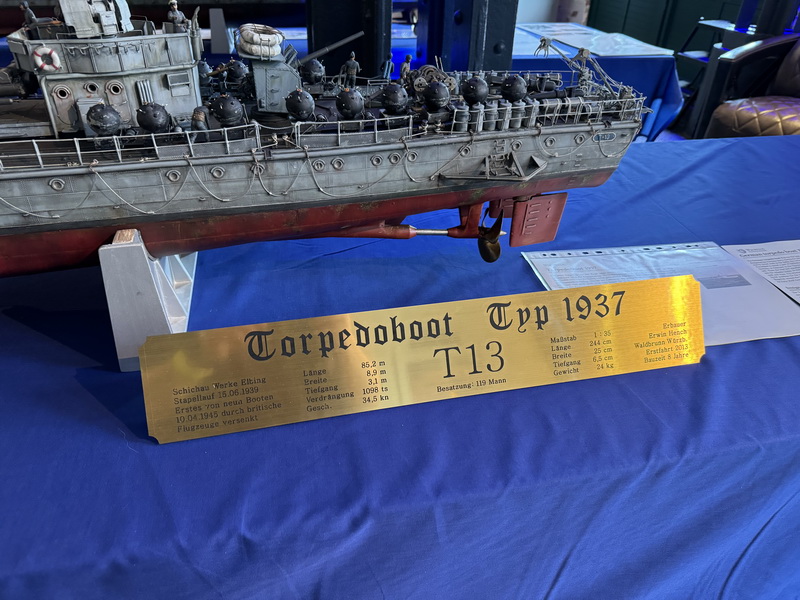 Torpedoboot Typ 1937
T13
Besatzung: 119 Mann
Schichau Werke Elbing
Stapellauf 15.06.1939
Erstes von neun Booten
10.04.1945 durch britische
Flugzeuge versenkt
Länge 85,2 m
Breite 8,9 m
Tiefgang 3,1 m
Verdrängung 1098 ts
Gesch. 34,5 kn
Maßstab 1 : 35
Länge 244 cm
Breite 25 cm
Tiefgang 6,5 cm
Gewicht 24 kg
Erbauer
Erwin Hench
Waldbrunn Würzb.
Erstfahrt 2013
Bauzeit 8 Jahre